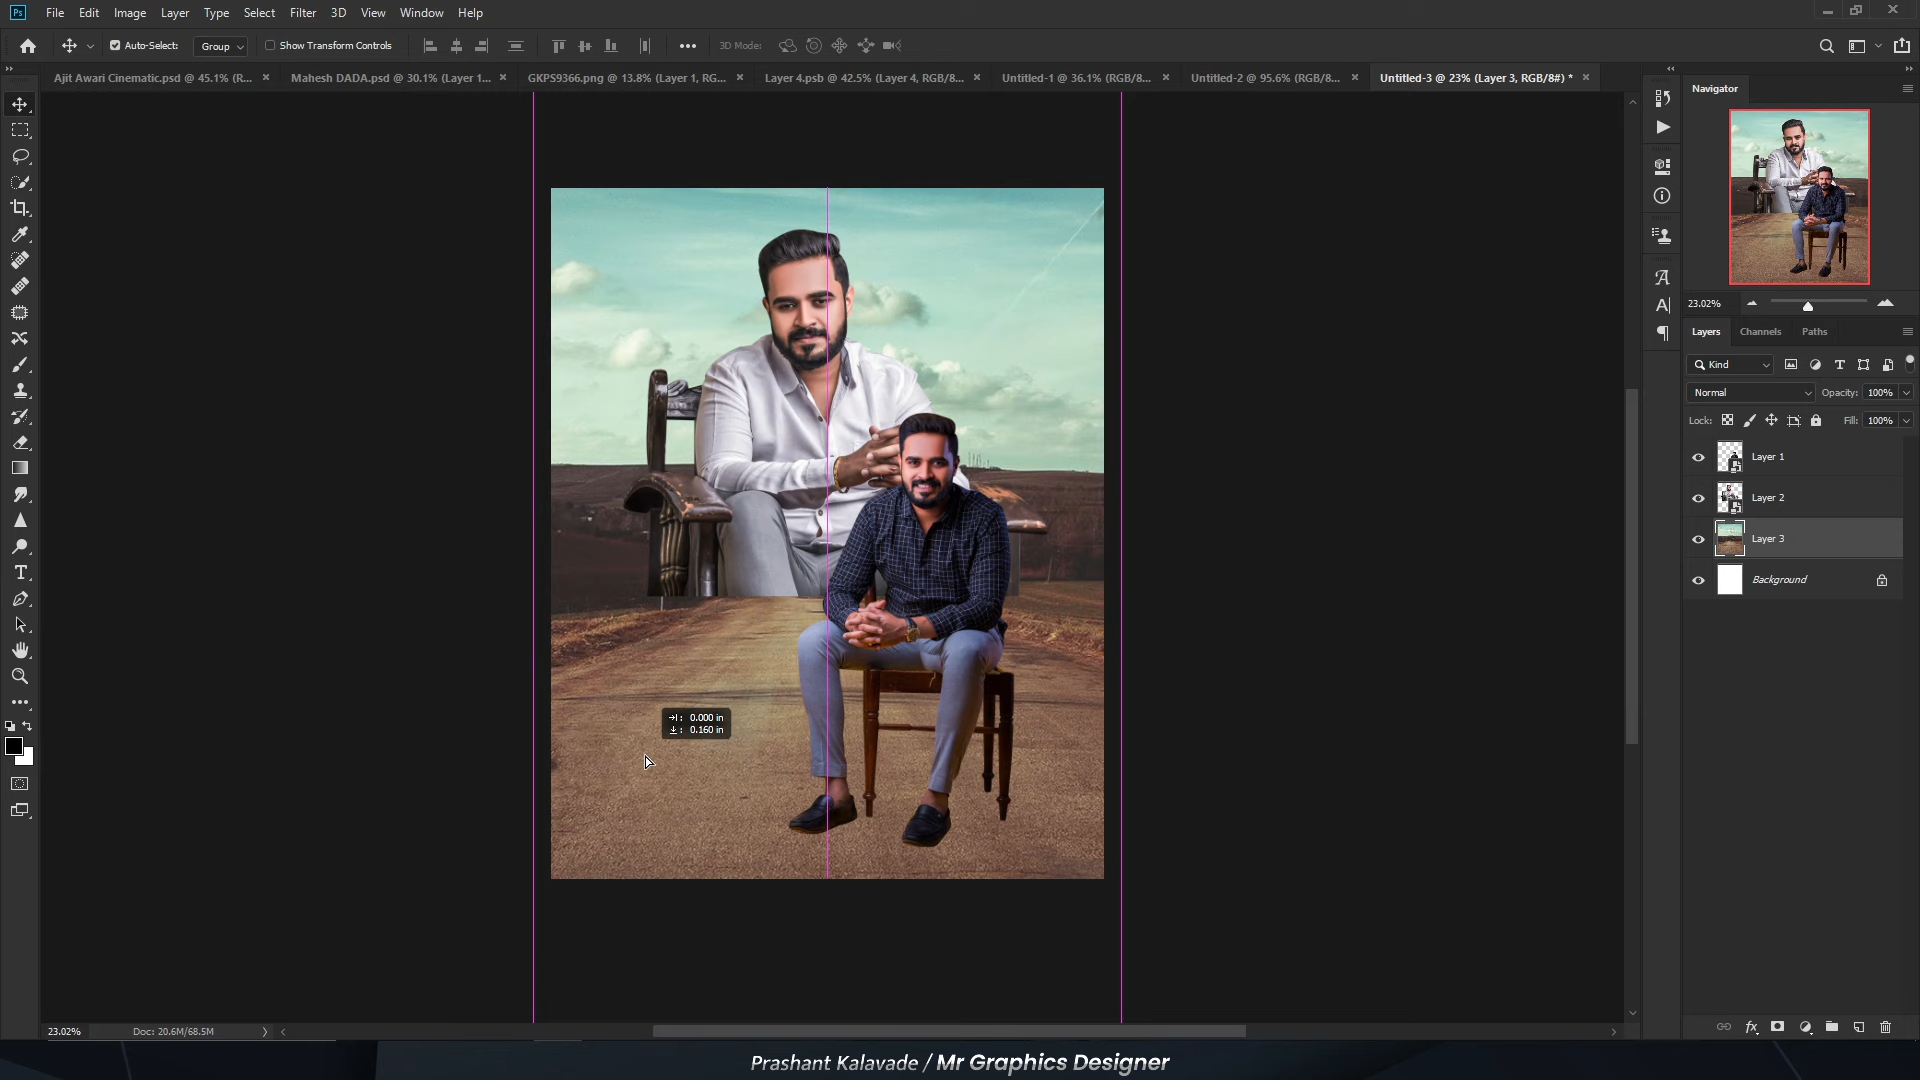 Ps File Edit Image Layer Type Select Filter 3D View Window Help
Auto-Select: Group Show Transform Controls 3D Mode:
Ajit Awari Cinematic.psd @ 45.1% (R... Mahesh DADA.psd @ 30.1% (Layer 1... GKPS9366.png @ 13.8% (Layer 1, RG... Layer 4.psb @ 42.5% (Layer 4, RGB/8... Untitled-1 @ 36.1% (RGB/8... Untitled-2 @ 95.6% (RGB/8... Untitled-3 @ 23% (Layer 3, RGB/8#) *
Navigator
23.02%
Layers Channels Paths
Kind
Normal Opacity: 100%
Lock: Fill: 100%
Layer 1
Layer 2
Layer 3
Background
: 0.000 in
: 0.160 in
23.02% Doc: 20.6M/68.5M
fx
Prashant Kalavade / Mr Graphics Designer